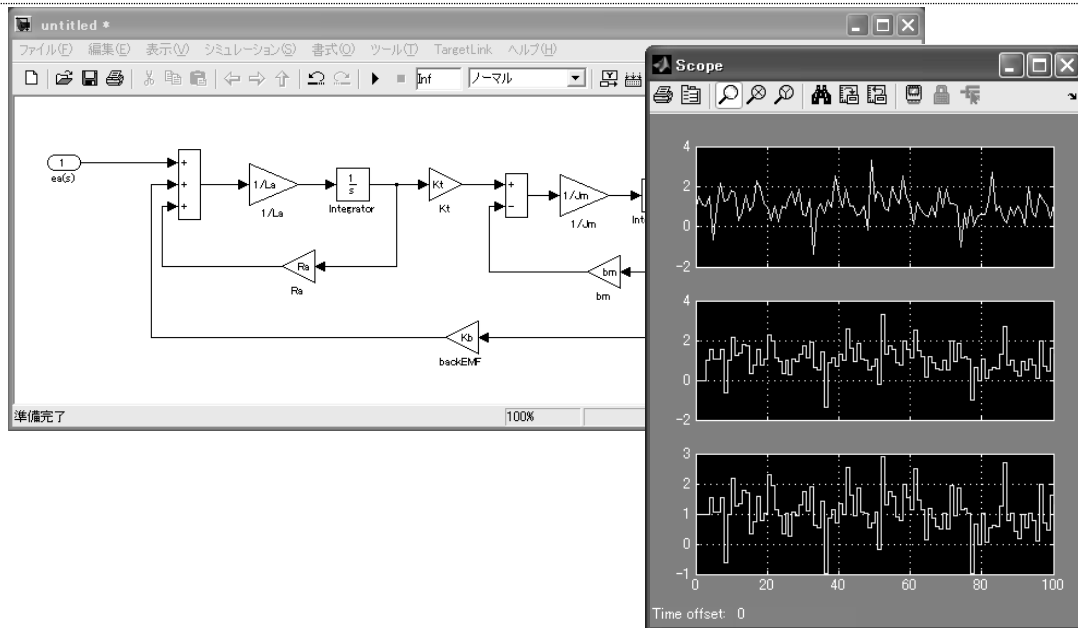 untitled *
ファイル(F) 編集(E) 表示(V) シミュレーション(S) 書式(O) ツール(T) TargetLink ヘルプ(H)
Inf ノーマル
1
ea(s)
+
+
+
1/La
1/La
1
s
Integrator
Kt
Kt
+
−
1/Jm
1/Jm
Int
Ra
Ra
bm
bm
Kb
backEMF
準備完了
100%
Scope
4
2
0
-2
4
2
0
-2
3
2
1
0
-1
0 20 40 60 80 100
Time offset: 0